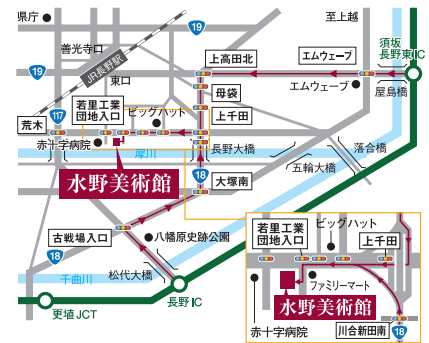 県庁
至上越
須坂
長野東IC
善光寺口
JR長野駅
上高田北
エムウェーブ
19
19
東口
母袋
エムウェーブ
屋島橋
117
若里工業
団地入口
ビッグハット
上千田
荒木
赤十字病院
長野大橋
落合橋
犀川
五輪大橋
水野美術館
18
大塚南
古戦場入口
八幡原史跡公園
18
千曲川
松代大橋
長野IC
更埴JCT
ビッグハット
若里工業
団地入口
上千田
ファミリーマート
水野美術館
赤十字病院
川合新田南
18